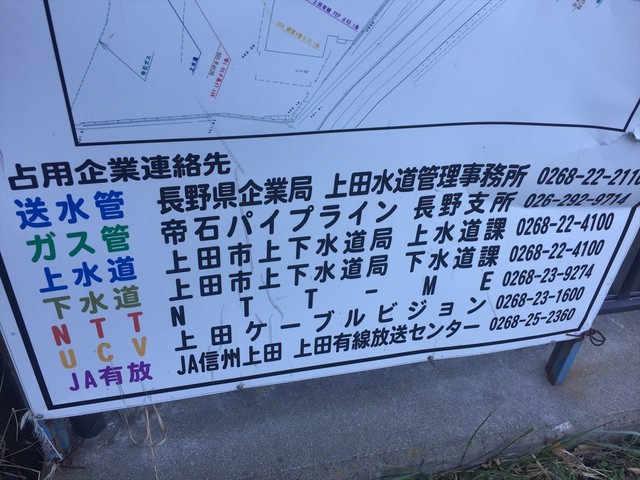 占用企業連絡先
送水管 長野県企業局 上田水道管理事務所 0268-22-2118
ガス管 帝石パイプライン 長野支所 026-292-9714
上水道 上田市上下水道局 上水道課 0268-22-4100
下水道 上田市上下水道局 下水道課 0268-22-4100
NTT NTT-ME 0268-23-9274
UCV 上田ケーブルビジョン 0268-23-1600
JA有放 JA信州上田 上田有線放送センター 0268-25-2360